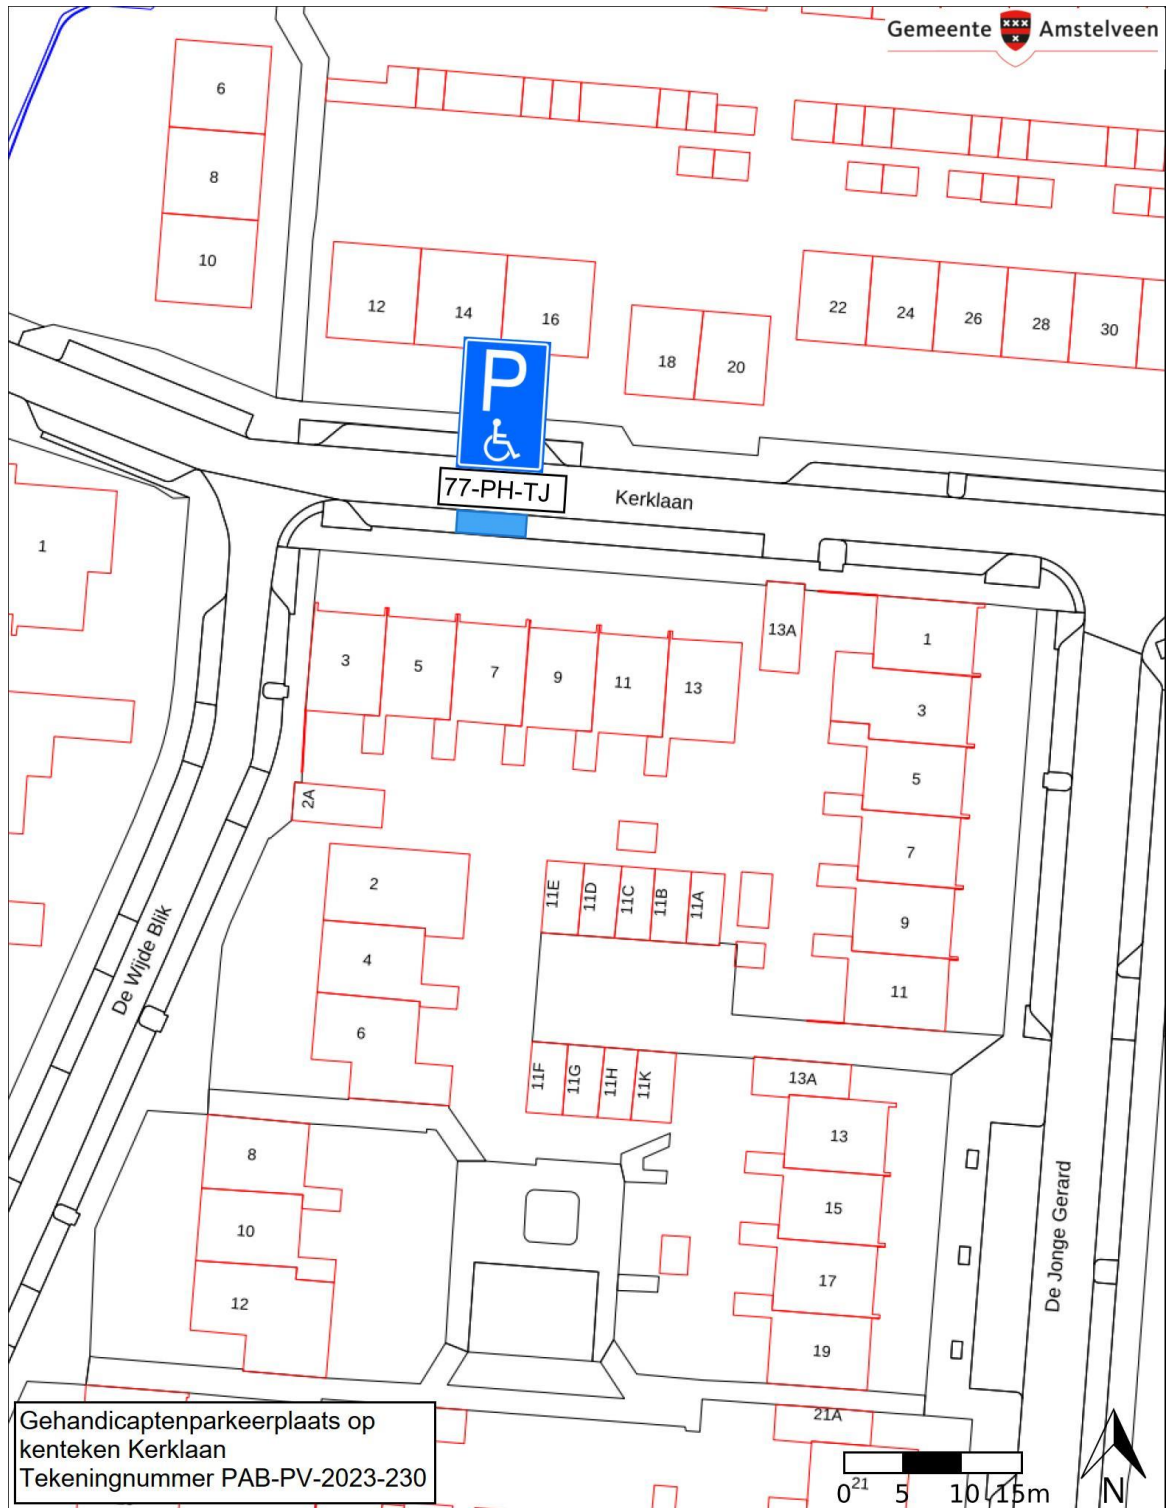 Gemeente Amstelveen
6
8
10
12
14
16
18
20
22
24
26
28
30
P
77-PH-TJ
Kerklaan
1
3
5
7
9
11
13
13A
1
3
5
7
9
11
2A
2
4
6
11E
11D
11C
11B
11A
11F
11G
11H
11K
De Wijde Blik
13A
13
15
17
19
21A
21
8
10
12
De Jonge Gerard
Gehandicaptenparkeerplaats op
kenteken Kerklaan
Tekeningnummer PAB-PV-2023-230
0 5 10 15m
N